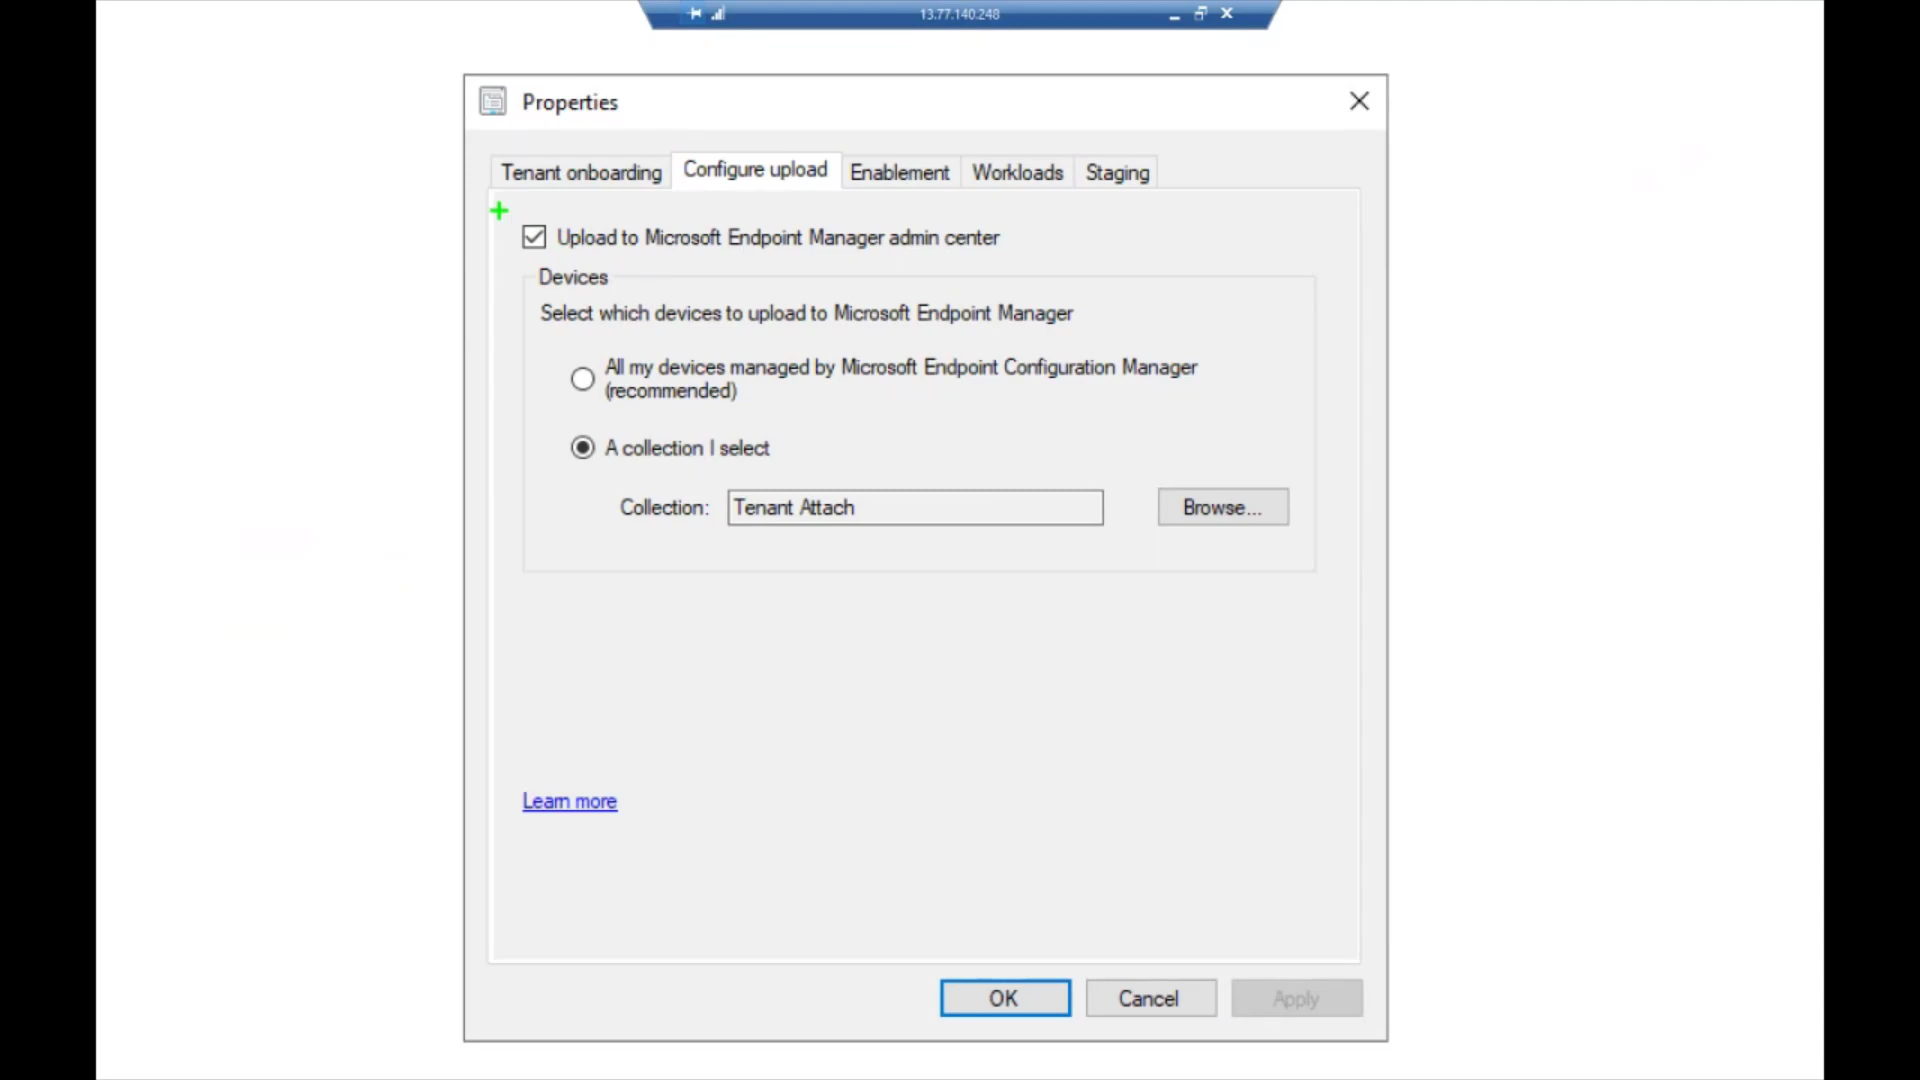 13.77.140.248
Properties
Tenant onboarding Configure upload Enablement Workloads Staging
Upload to Microsoft Endpoint Manager admin center
Devices
Select which devices to upload to Microsoft Endpoint Manager
All my devices managed by Microsoft Endpoint Configuration Manager
(recommended)
A collection I select
Collection: Tenant Attach Browse...
Learn more
OK Cancel Apply